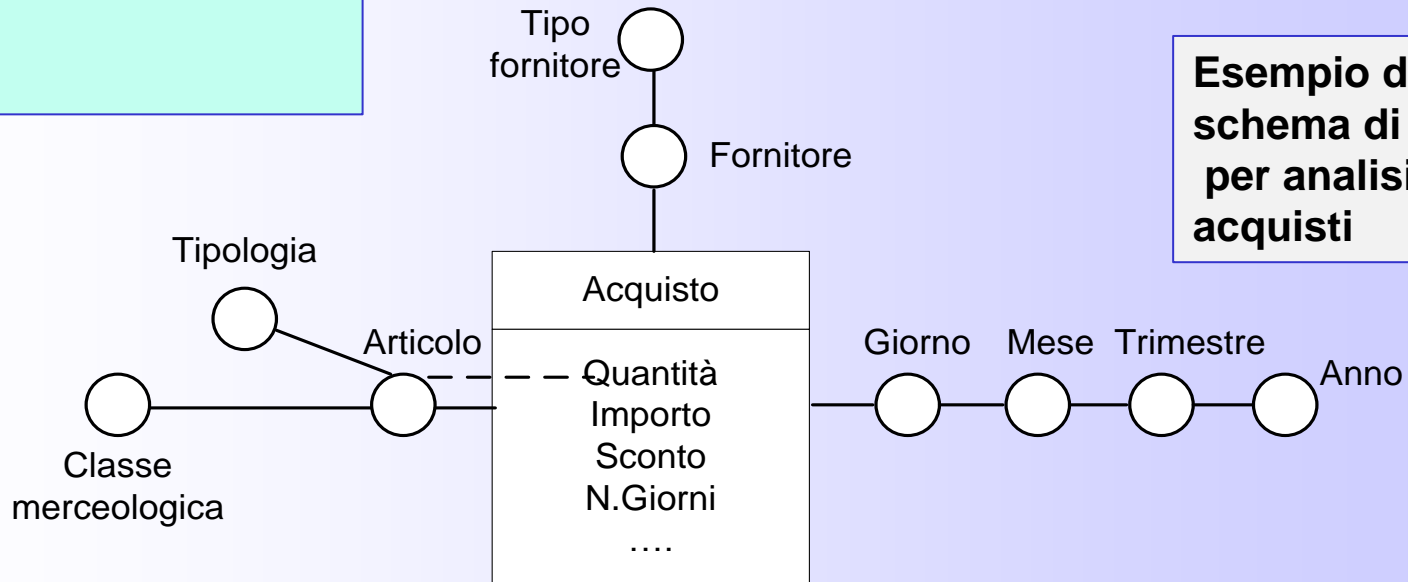 Tipo
fornitore
Esempio d
schema di
per analisi
acquisti
Fornitore
Tipologia
Acquisto
Articolo
Giorno
Mese
Trimestre
Anno
Quantità
Importo
Sconto
N.Giorni
....
Classe
merceologica